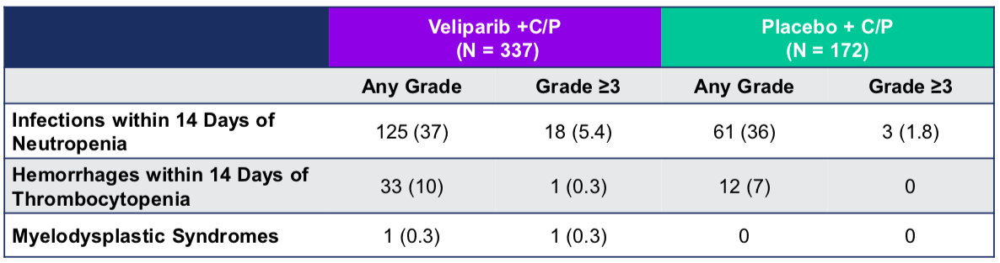 Veliparib +C/P Placebo + C/P
(N = 337) (N = 172)
Any Grade Grade ≥3 Any Grade Grade ≥3
Infections within 14 Days of
Neutropenia 125 (37) 18 (5.4) 61 (36) 3 (1.8)
Hemorrhages within 14 Days of
Thrombocytopenia 33 (10) 1 (0.3) 12 (7) 0
Myelodysplastic Syndromes 1 (0.3) 1 (0.3) 0 0